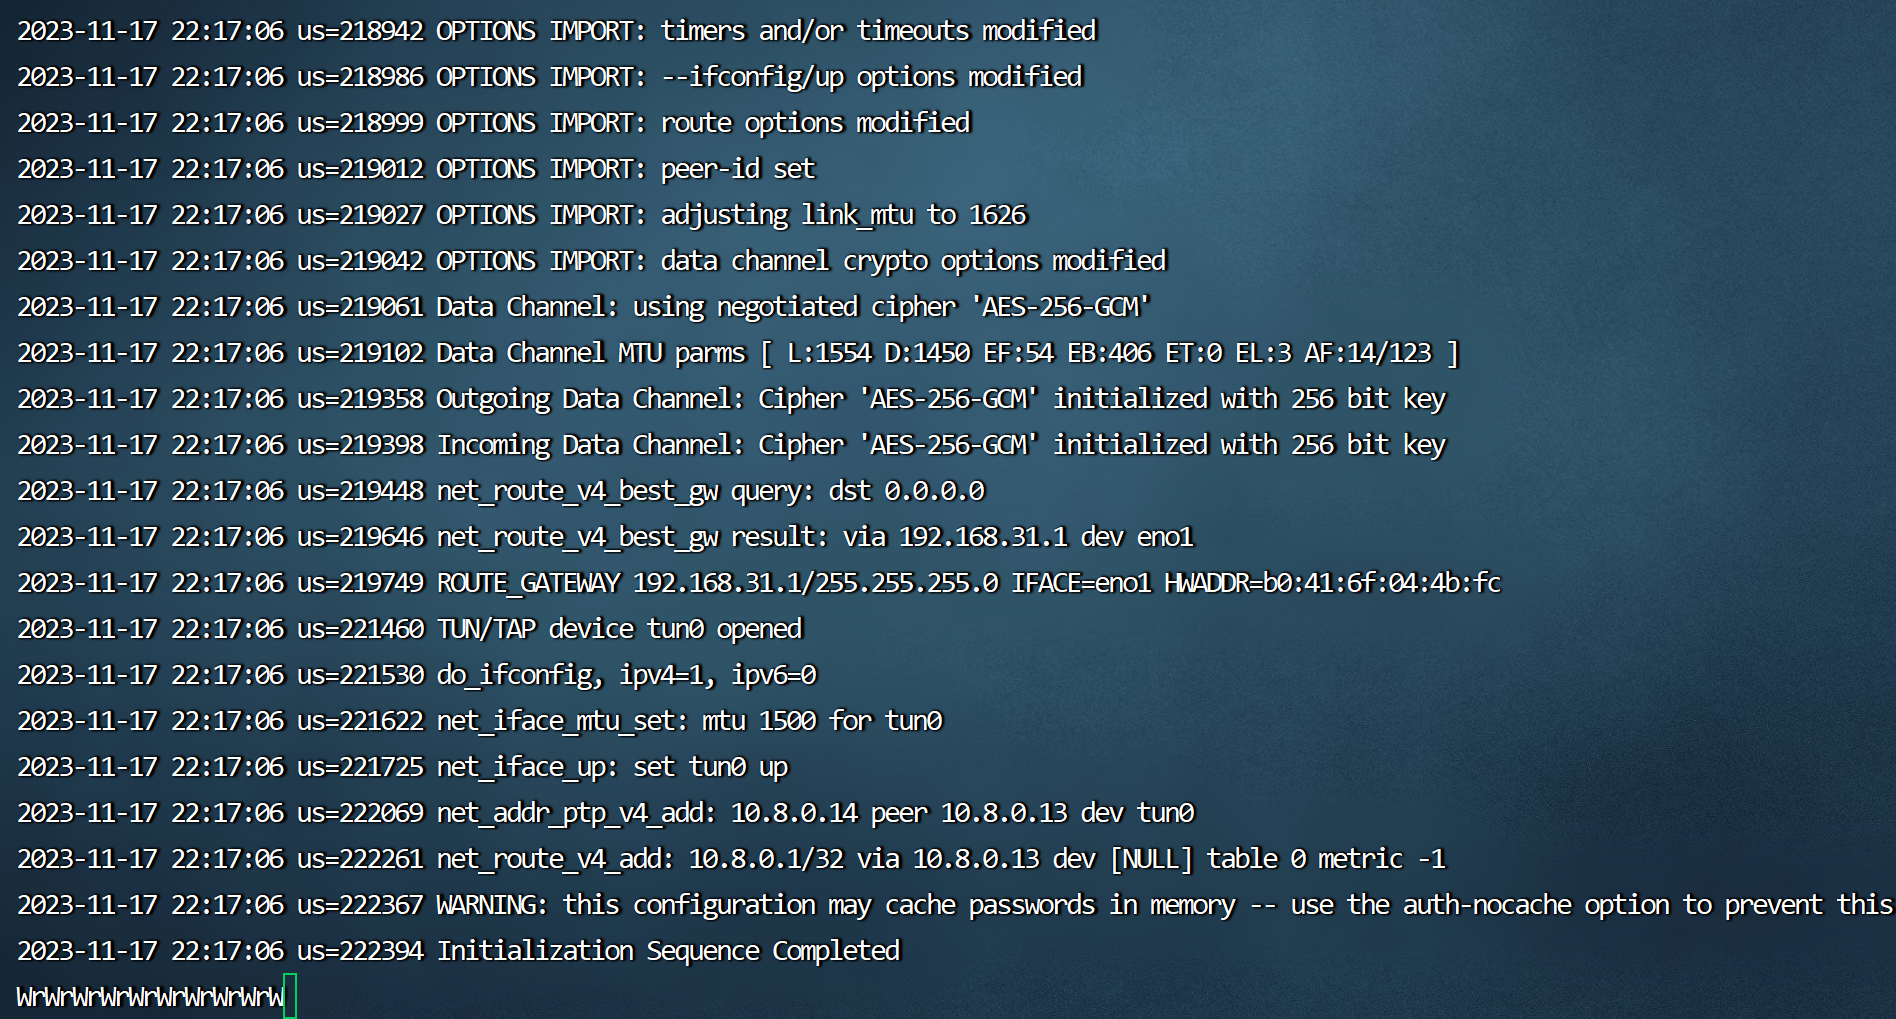 2023-11-17 22:17:06 us=218942 OPTIONS IMPORT: timers and/or timeouts modified
2023-11-17 22:17:06 us=218986 OPTIONS IMPORT: --ifconfig/up options modified
2023-11-17 22:17:06 us=218999 OPTIONS IMPORT: route options modified
2023-11-17 22:17:06 us=219012 OPTIONS IMPORT: peer-id set
2023-11-17 22:17:06 us=219027 OPTIONS IMPORT: adjusting link_mtu to 1626
2023-11-17 22:17:06 us=219042 OPTIONS IMPORT: data channel crypto options modified
2023-11-17 22:17:06 us=219061 Data Channel: using negotiated cipher 'AES-256-GCM'
2023-11-17 22:17:06 us=219102 Data Channel MTU parms [ L:1554 D:1450 EF:54 EB:406 ET:0 EL:3 AF:14/123 ]
2023-11-17 22:17:06 us=219358 Outgoing Data Channel: Cipher 'AES-256-GCM' initialized with 256 bit key
2023-11-17 22:17:06 us=219398 Incoming Data Channel: Cipher 'AES-256-GCM' initialized with 256 bit key
2023-11-17 22:17:06 us=219448 net_route_v4_best_gw query: dst 0.0.0.0
2023-11-17 22:17:06 us=219646 net_route_v4_best_gw result: via 192.168.31.1 dev eno1
2023-11-17 22:17:06 us=219749 ROUTE_GATEWAY 192.168.31.1/255.255.255.0 IFACE=eno1 HWADDR=b0:41:6f:04:4b:fc
2023-11-17 22:17:06 us=221460 TUN/TAP device tun0 opened
2023-11-17 22:17:06 us=221530 do_ifconfig, ipv4=1, ipv6=0
2023-11-17 22:17:06 us=221622 net_iface_mtu_set: mtu 1500 for tun0
2023-11-17 22:17:06 us=221725 net_iface_up: set tun0 up
2023-11-17 22:17:06 us=222069 net_addr_ptp_v4_add: 10.8.0.14 peer 10.8.0.13 dev tun0
2023-11-17 22:17:06 us=222261 net_route_v4_add: 10.8.0.1/32 via 10.8.0.13 dev [NULL] table 0 metric -1
2023-11-17 22:17:06 us=222367 WARNING: this configuration may cache passwords in memory -- use the auth-nocache option to prevent this
2023-11-17 22:17:06 us=222394 Initialization Sequence Completed
WrWrWrWrWrWrWrWrWrW